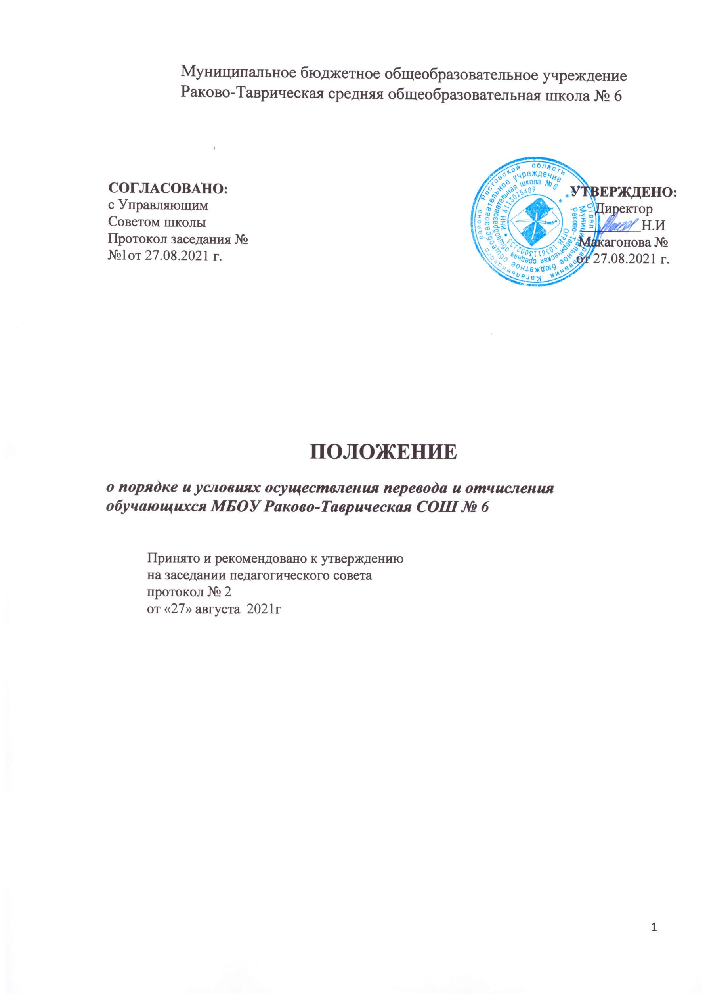 Муниципальное бюджетное общеобразовательное учреждение
Раково-Таврическая средняя общеобразовательная школа № 6
СОГЛАСОВАНО:
с Управляющим
Советом школы
Протокол заседания №
№1от 27.08.2021 г.
УТВЕРЖДЕНО:
Директор
Н.И
Макагонова №
от 27.08.2021 г.
Отдел образования Кагальницкого района Ростовской области
Муниципальное бюджетное общеобразовательное учреждение
Раково-Таврическая средняя общеобразовательная школа № 6
ОГРН 1036113002133 * ИНН 6113015489 *
ПОЛОЖЕНИЕ
о порядке и условиях осуществления перевода и отчисления
обучающихся МБОУ Раково-Таврическая СОШ № 6
Принято и рекомендовано к утверждению
на заседании педагогического совета
протокол № 2
от «27» августа 2021г
1